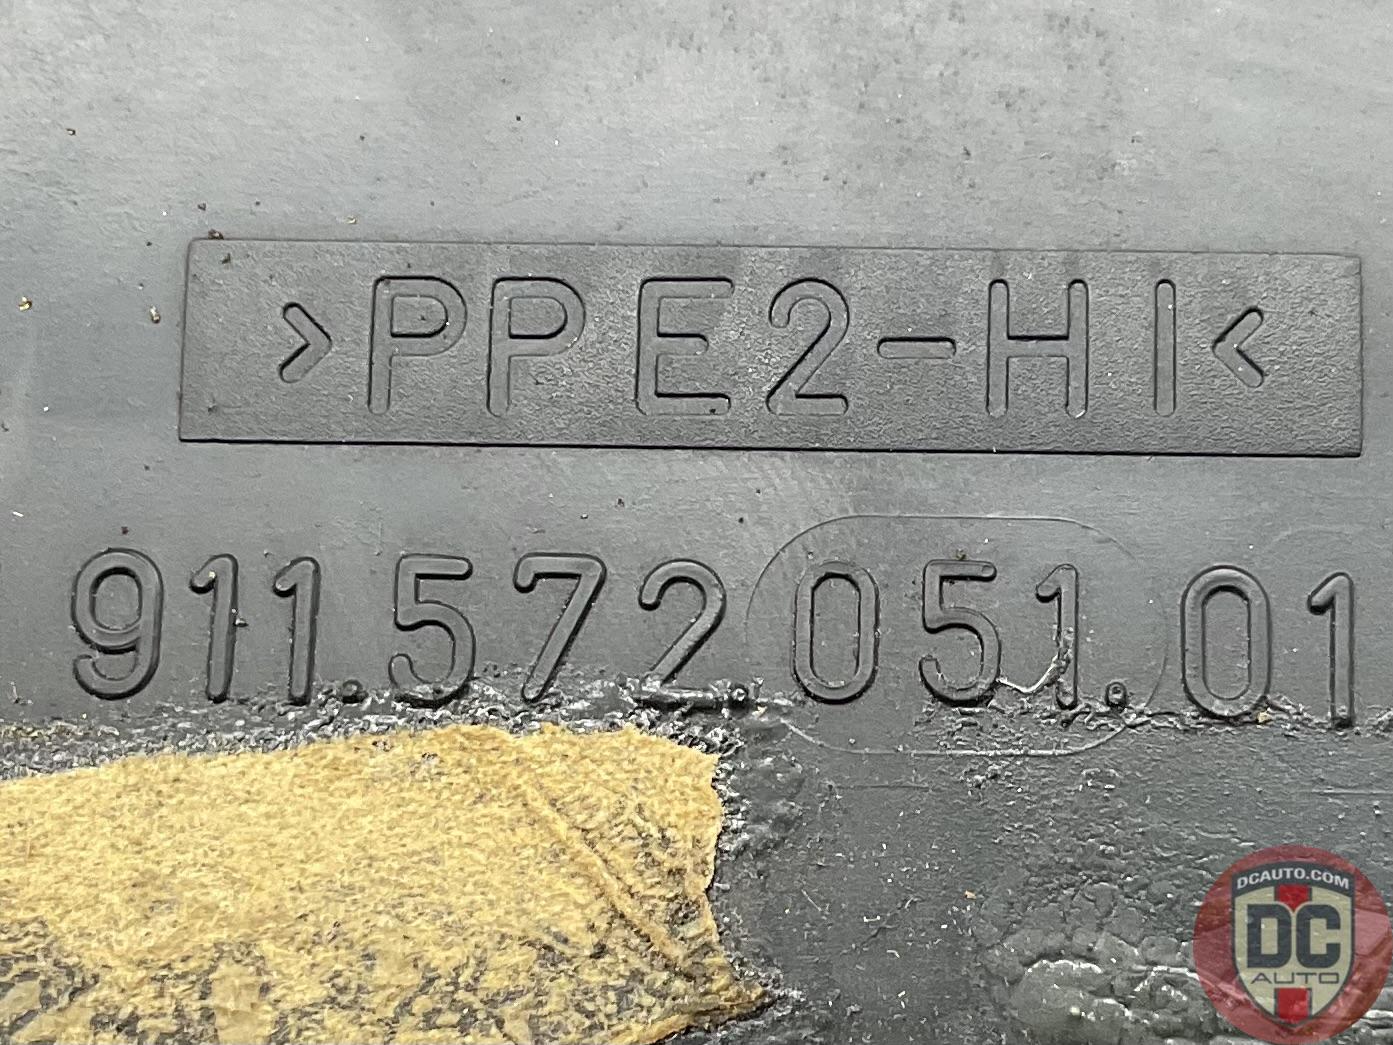 >PPE2-HI<
911.572.051.01
DCAUTO.COM
DC
AUTO